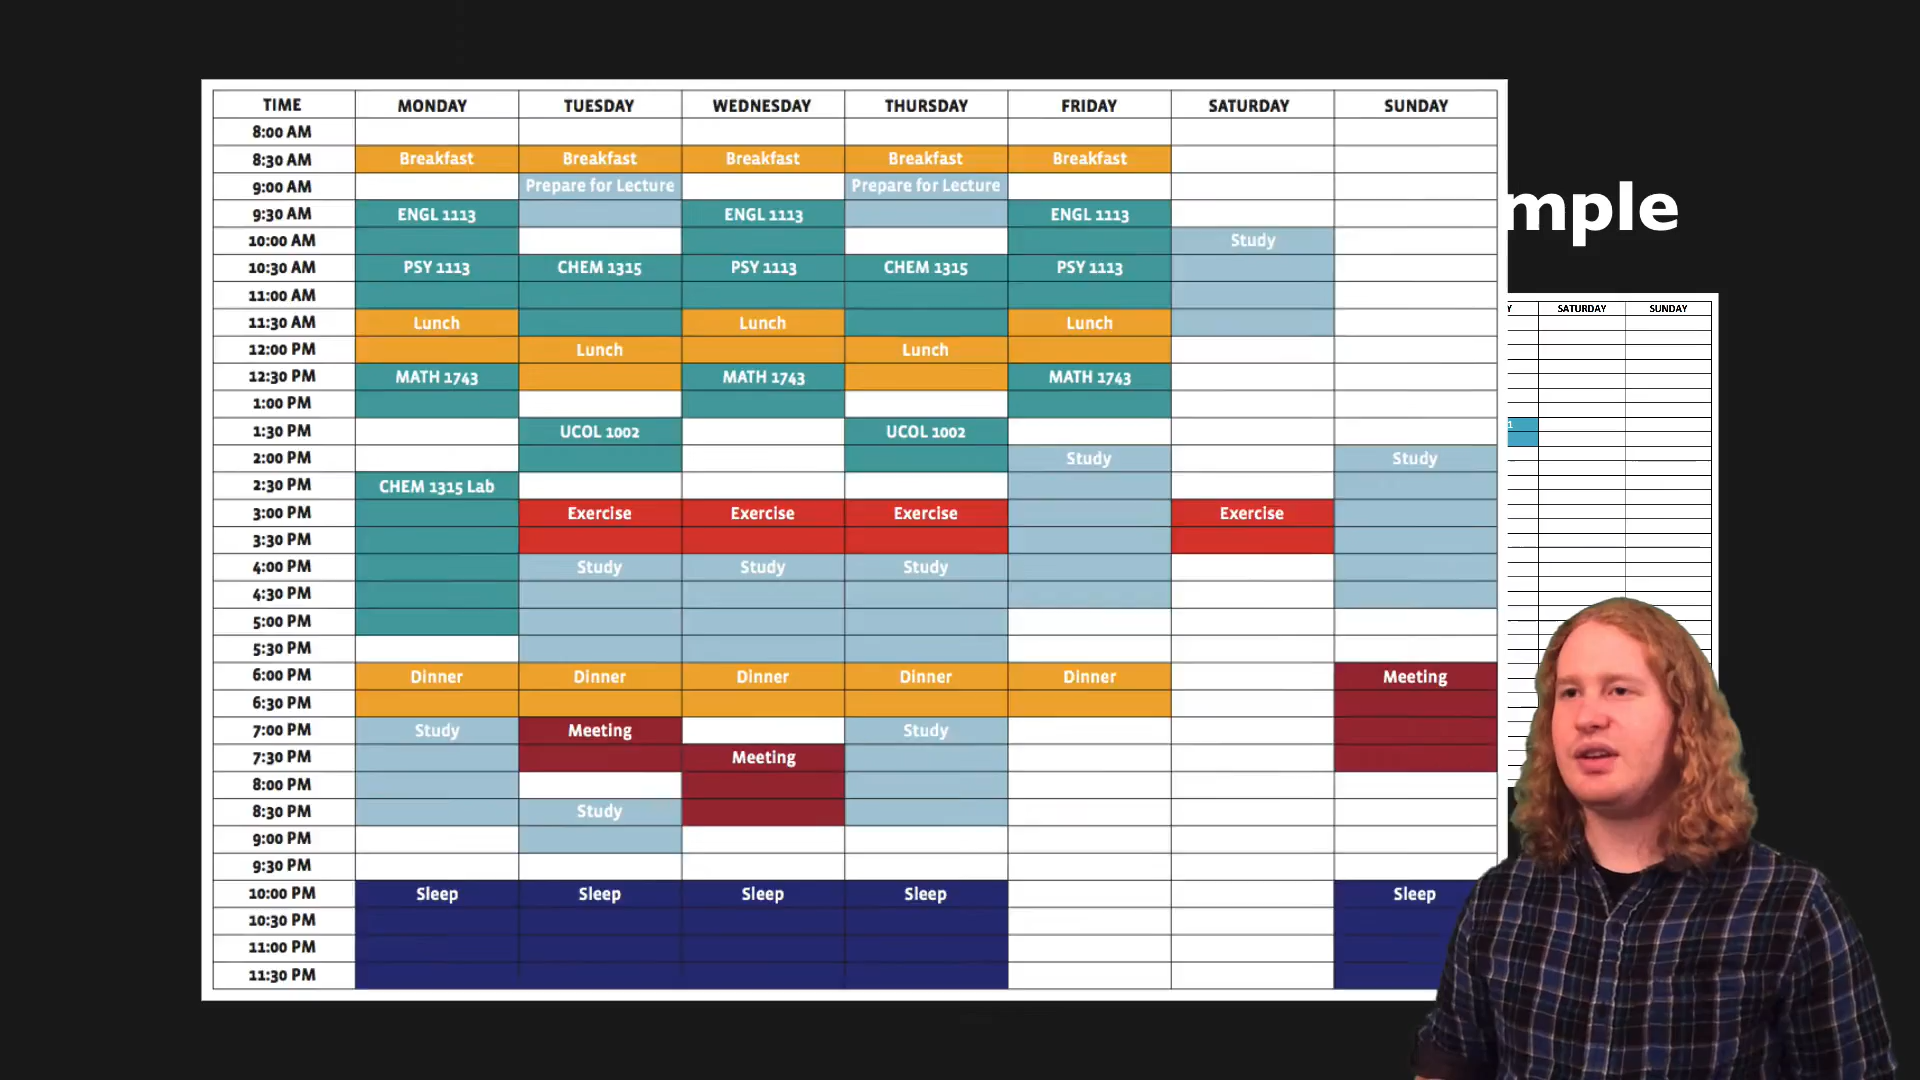 TIME MONDAY TUESDAY WEDNESDAY THURSDAY FRIDAY SATURDAY SUNDAY
8:00 AM
8:30 AM Breakfast Breakfast Breakfast Breakfast Breakfast
9:00 AM Prepare for Lecture Prepare for Lecture
mple
9:30 AM ENGL 1113 ENGL 1113 ENGL 1113
10:00 AM Study
10:30 AM PSY 1113 CHEM 1315 PSY 1113 CHEM 1315 PSY 1113
11:00 AM
Y SATURDAY SUNDAY
11:30 AM Lunch Lunch Lunch
12:00 PM Lunch Lunch
12:30 PM MATH 1743 MATH 1743 MATH 1743
1:00 PM
1:30 PM UCOL 1002 UCOL 1002
2:00 PM Study Study
2:30 PM CHEM 1315 Lab
3:00 PM Exercise Exercise Exercise Exercise
3:30 PM
4:00 PM Study Study Study
4:30 PM
5:00 PM
5:30 PM
6:00 PM Dinner Dinner Dinner Dinner Dinner Meeting
6:30 PM
7:00 PM Study Meeting Study
7:30 PM Meeting
8:00 PM
8:30 PM Study
9:00 PM
9:30 PM
10:00 PM Sleep Sleep Sleep Sleep Sleep
10:30 PM
11:00 PM
11:30 PM